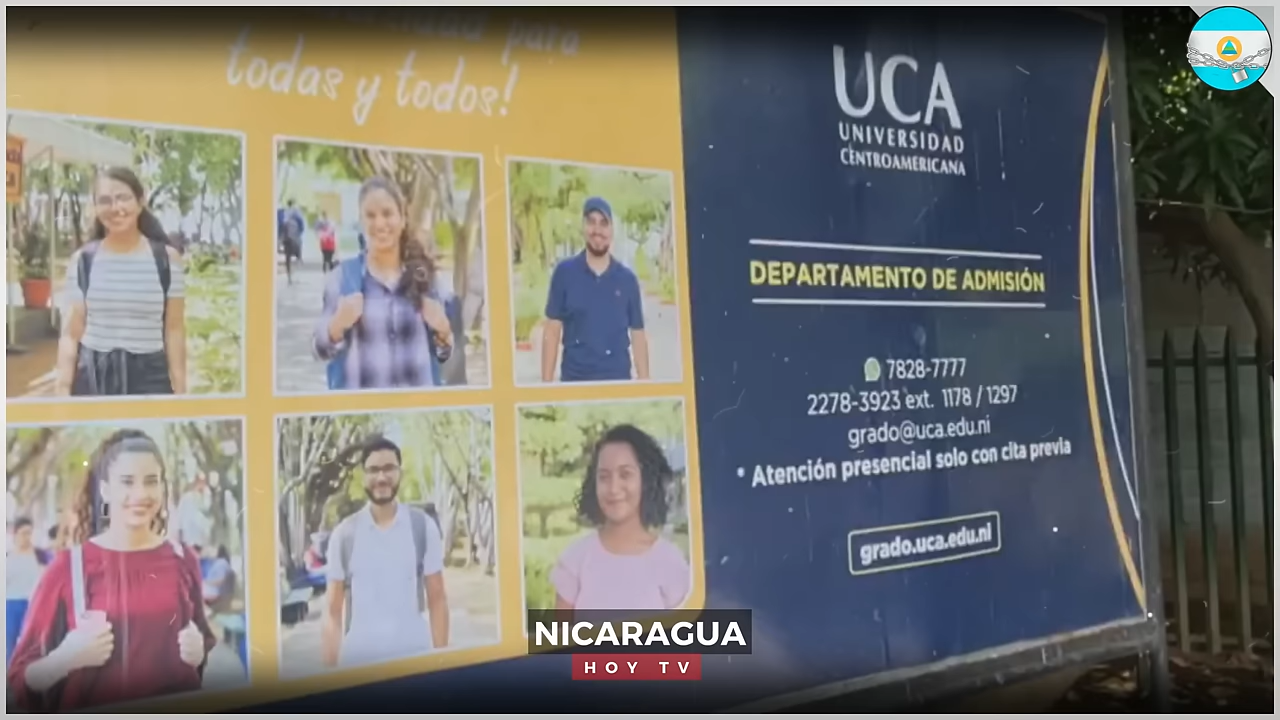 para
todas y todos!
UCA
UNIVERSIDAD
CENTROAMERICANA
DEPARTAMENTO DE ADMISIÓN
7828-7777
2278-3923 ext. 1178 / 1297
grado@uca.edu.ni
* Atención presencial solo con cita previa
grado.uca.edu.ni
NICARAGUA
HOY TV